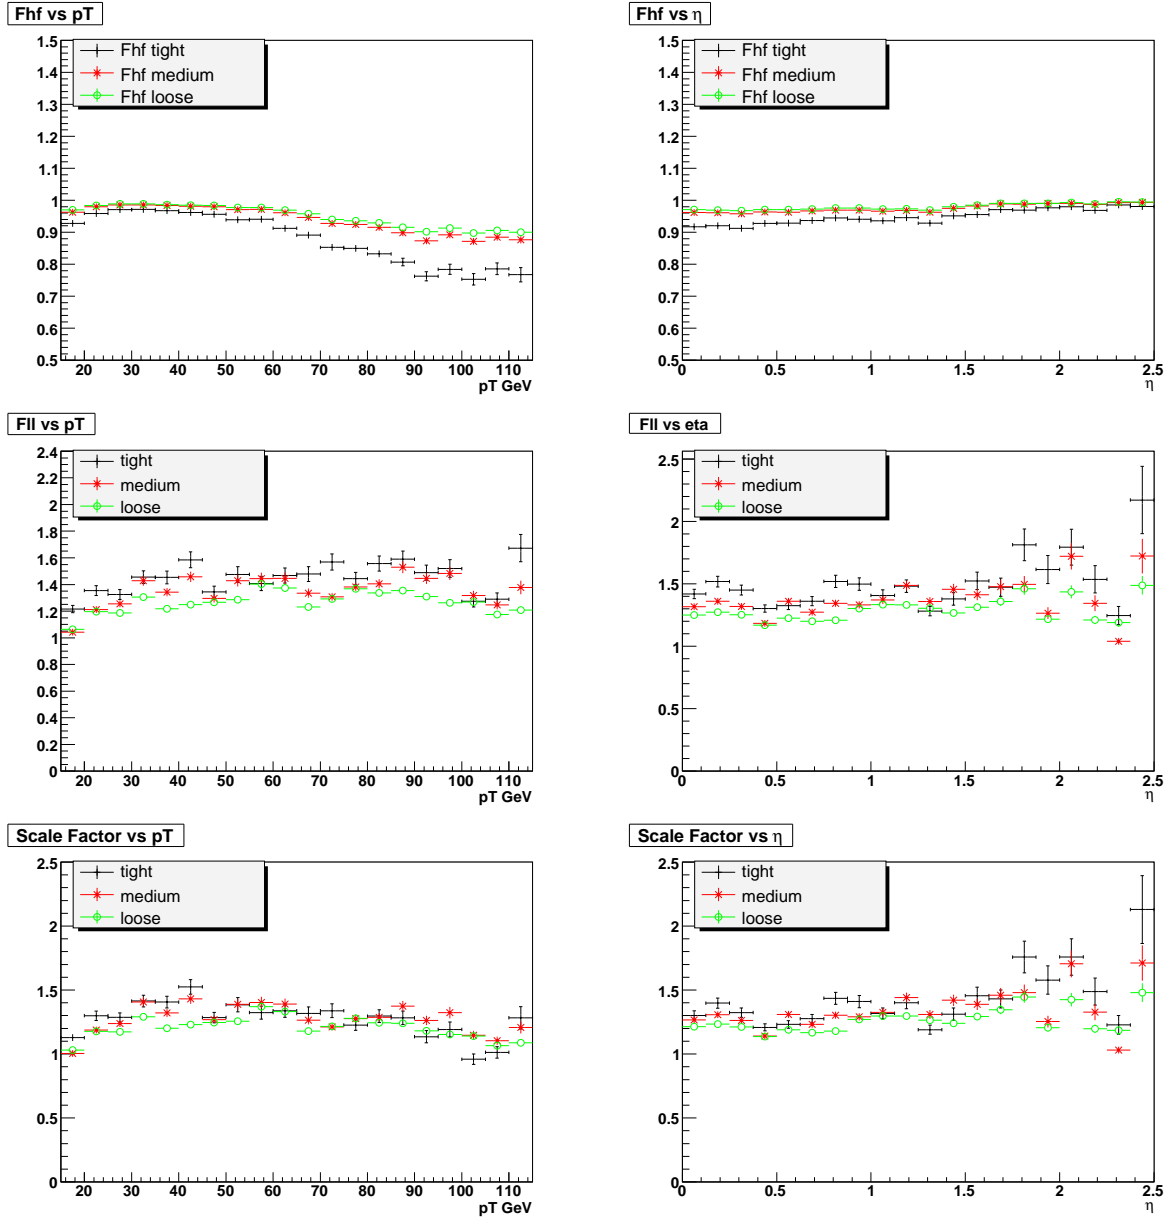 Fhf vs pT
Fhf tight
Fhf medium
Fhf loose
1.5
1.4
1.3
1.2
1.1
1
0.9
0.8
0.7
0.6
0.5
20 30 40 50 60 70 80 90 100 110
pT GeV
Fhf vs η
Fhf tight
Fhf medium
Fhf loose
1.5
1.4
1.3
1.2
1.1
1
0.9
0.8
0.7
0.6
0.5
0 0.5 1 1.5 2 2.5
η
Fll vs pT
tight
medium
loose
2.4
2.2
2
1.8
1.6
1.4
1.2
1
0.8
0.6
0.4
0.2
0
20 30 40 50 60 70 80 90 100 110
pT GeV
Fll vs eta
tight
medium
loose
2.5
2
1.5
1
0.5
0
0 0.5 1 1.5 2 2.5
η
Scale Factor vs pT
tight
medium
loose
2.5
2
1.5
1
0.5
0
20 30 40 50 60 70 80 90 100 110
pT GeV
Scale Factor vs η
tight
medium
loose
2.5
2
1.5
1
0.5
0
0 0.5 1 1.5 2 2.5
η